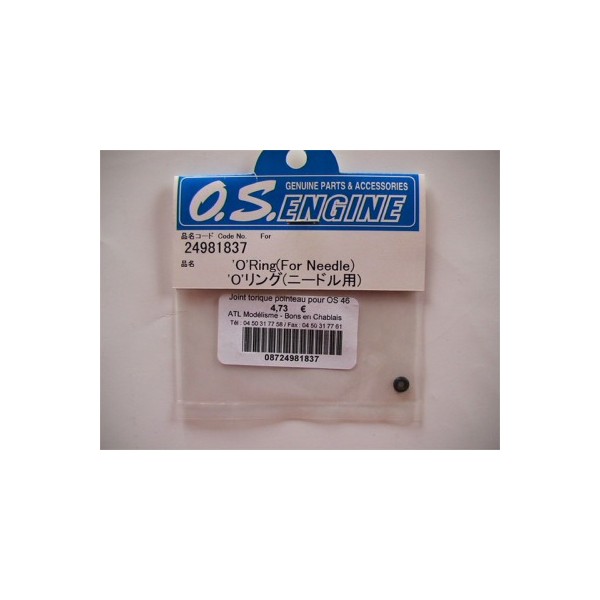 GENUINE PARTS & ACCESSORIES
O.S.ENGINE
品名コード Code No. For
24981837
品名 'O'Ring(For Needle)
'O'リング(ニードル用)
Joint torique pointeau pour OS 46
4,73 €
ATL Modélisme - Bons en Chablais
Tél : 04 50 31 77 58 / Fax : 04 50 31 77 61
08724981837